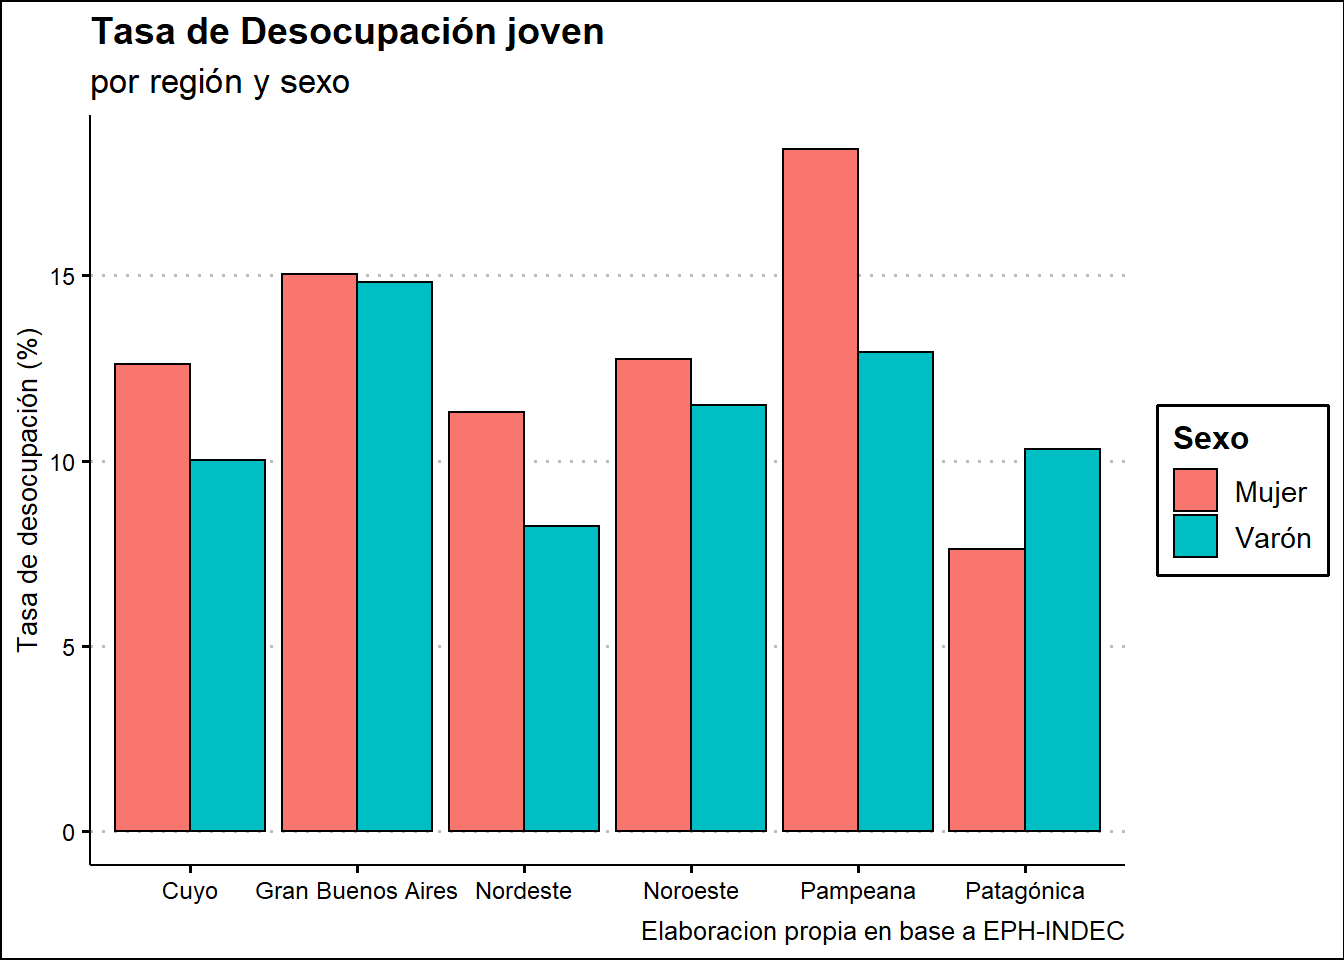 Tasa de Desocupación joven
por región y sexo
Tasa de desocupación (%)
15
10
5
0
Cuyo
Gran Buenos Aires
Nordeste
Noroeste
Pampeana
Patagónica
Elaboracion propia en base a EPH-INDEC
Sexo
Mujer
Varón